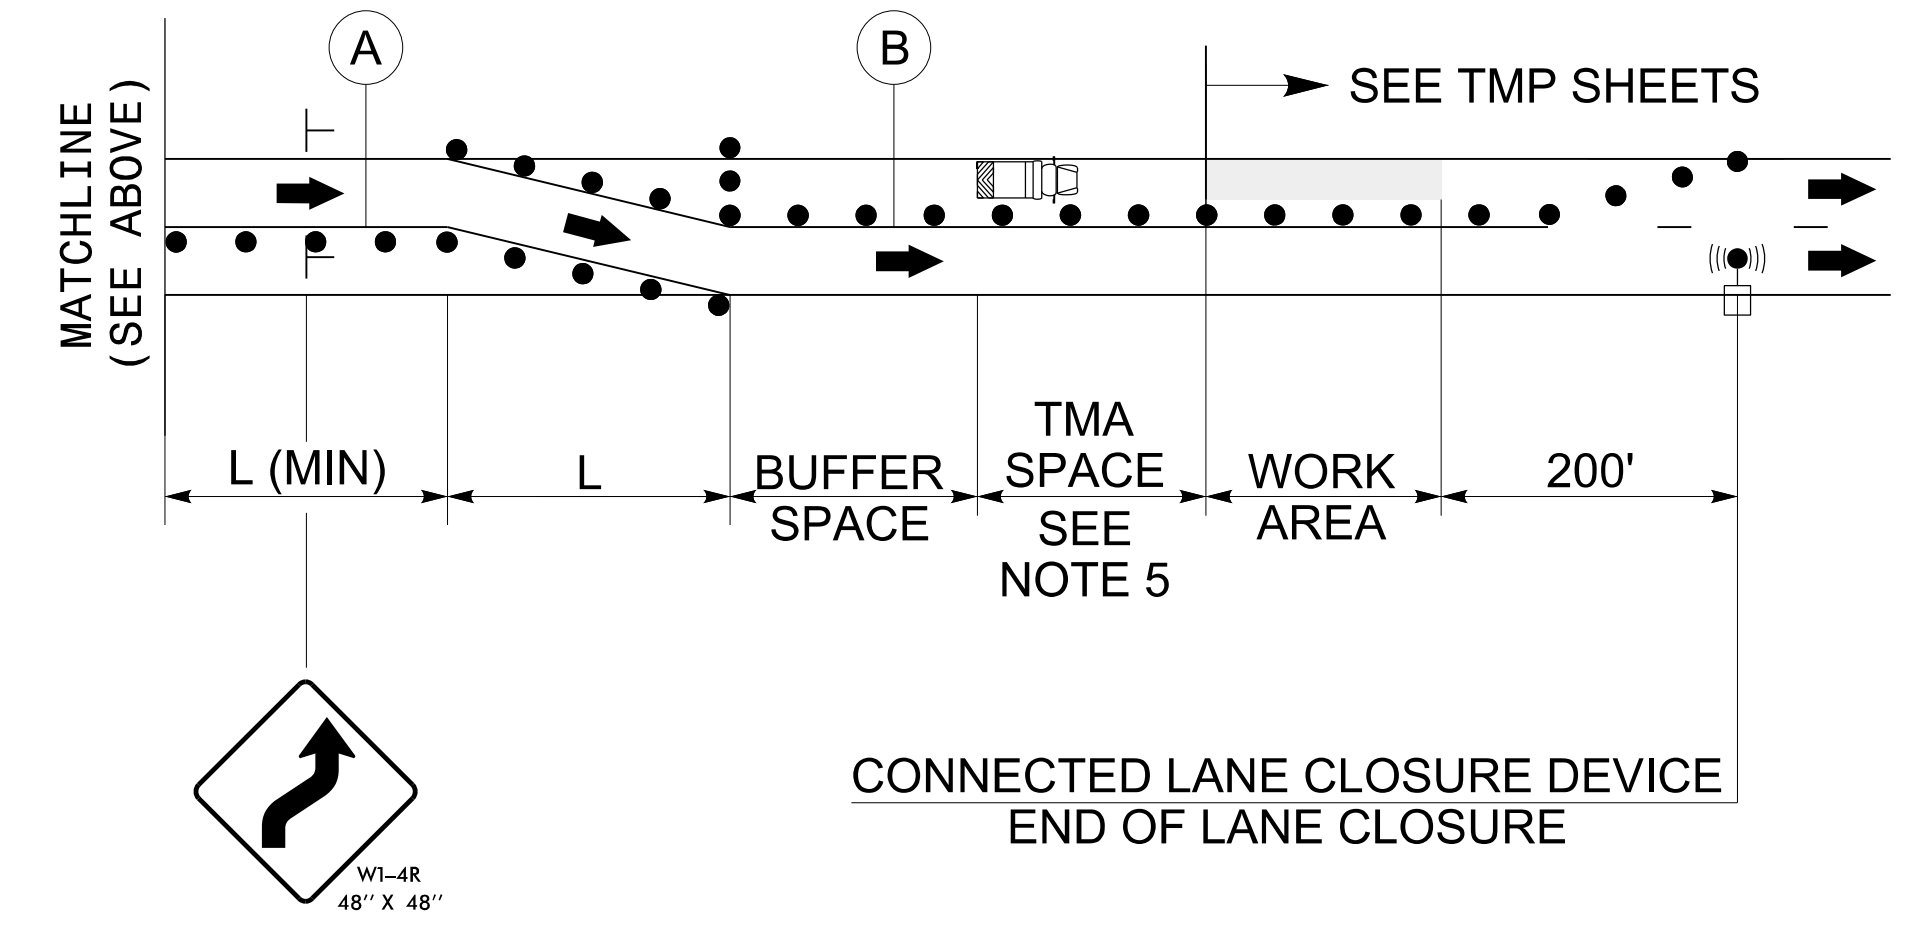 A
B
SEE TMP SHEETS
MATCHLINE
(SEE ABOVE)
L (MIN)
L
BUFFER
SPACE
TMA
SPACE
SEE
NOTE 5
WORK
AREA
200'
W1-4R
48'' X 48''
CONNECTED LANE CLOSURE DEVICE
END OF LANE CLOSURE